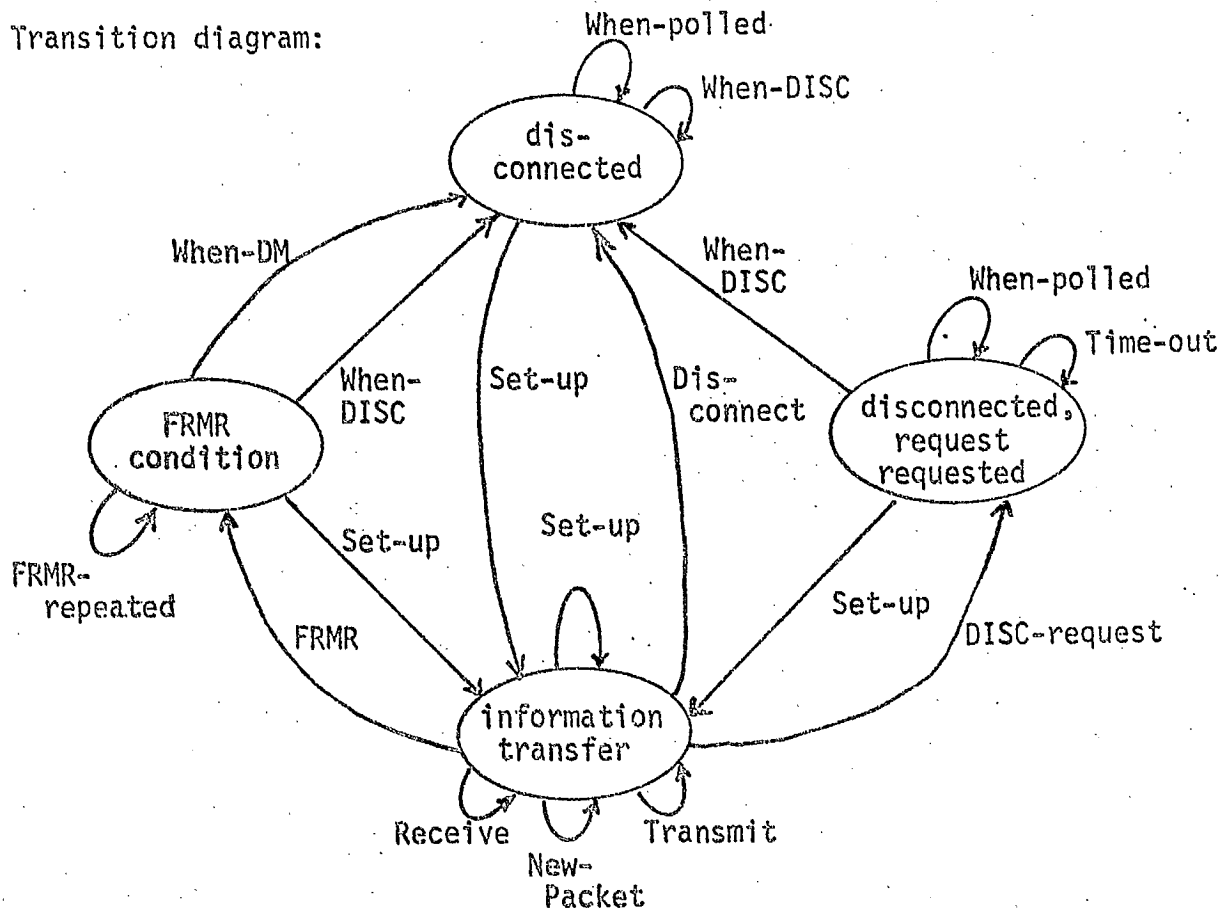 Transition diagram:
When-polled
When-DISC
dis-
connected
When-DM
When-
DISC
When-polled
Time-out
When-
DISC
Set-up
Dis-
connect
disconnected,
request
requested
FRMR
condition
Set-up
Set-up
Set-up
FRMR-
repeated
FRMR
DISC-request
information
transfer
Receive
Transmit
New-
Packet